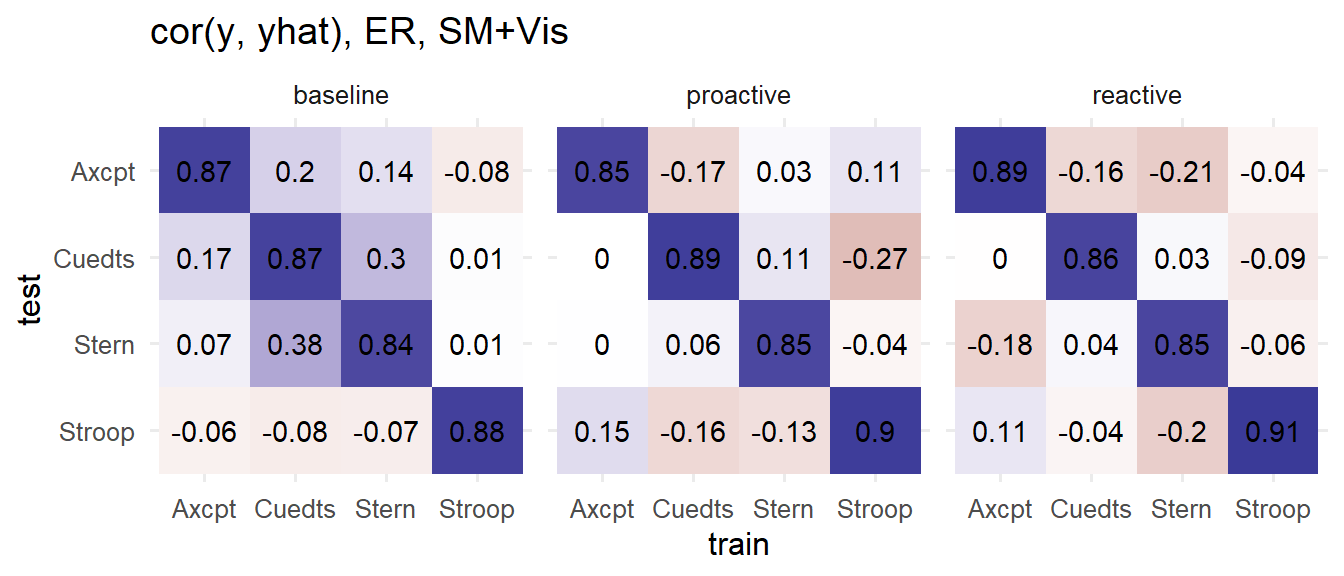 cor(y, yhat), ER, SM+Vis
baseline proactive reactive
Axcpt 0.87 0.2 0.14 -0.08 0.85 -0.17 0.03 0.11 0.89 -0.16 -0.21 -0.04
Cuedts 0.17 0.87 0.3 0.01 0 0.89 0.11 -0.27 0 0.86 0.03 -0.09
test
Stern 0.07 0.38 0.84 0.01 0 0.06 0.85 -0.04 -0.18 0.04 0.85 -0.06
Stroop -0.06 -0.08 -0.07 0.88 0.15 -0.16 -0.13 0.9 0.11 -0.04 -0.2 0.91
Axcpt Cuedts Stern Stroop Axcpt Cuedts Stern Stroop Axcpt Cuedts Stern Stroop
train